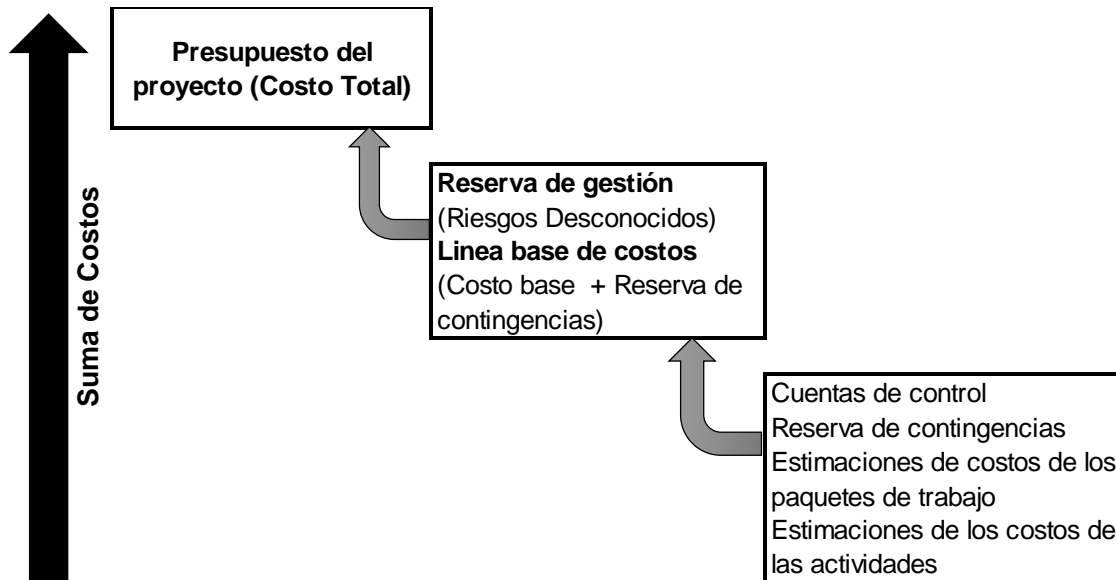 Presupuesto del
proyecto (Costo Total)
Suma de Costos
Reserva de gestión
(Riesgos Desconocidos)
Linea base de costos
(Costo base + Reserva de
contingencias)
Cuentas de control
Reserva de contingencias
Estimaciones de costos de los
paquetes de trabajo
Estimaciones de los costos de
las actividades